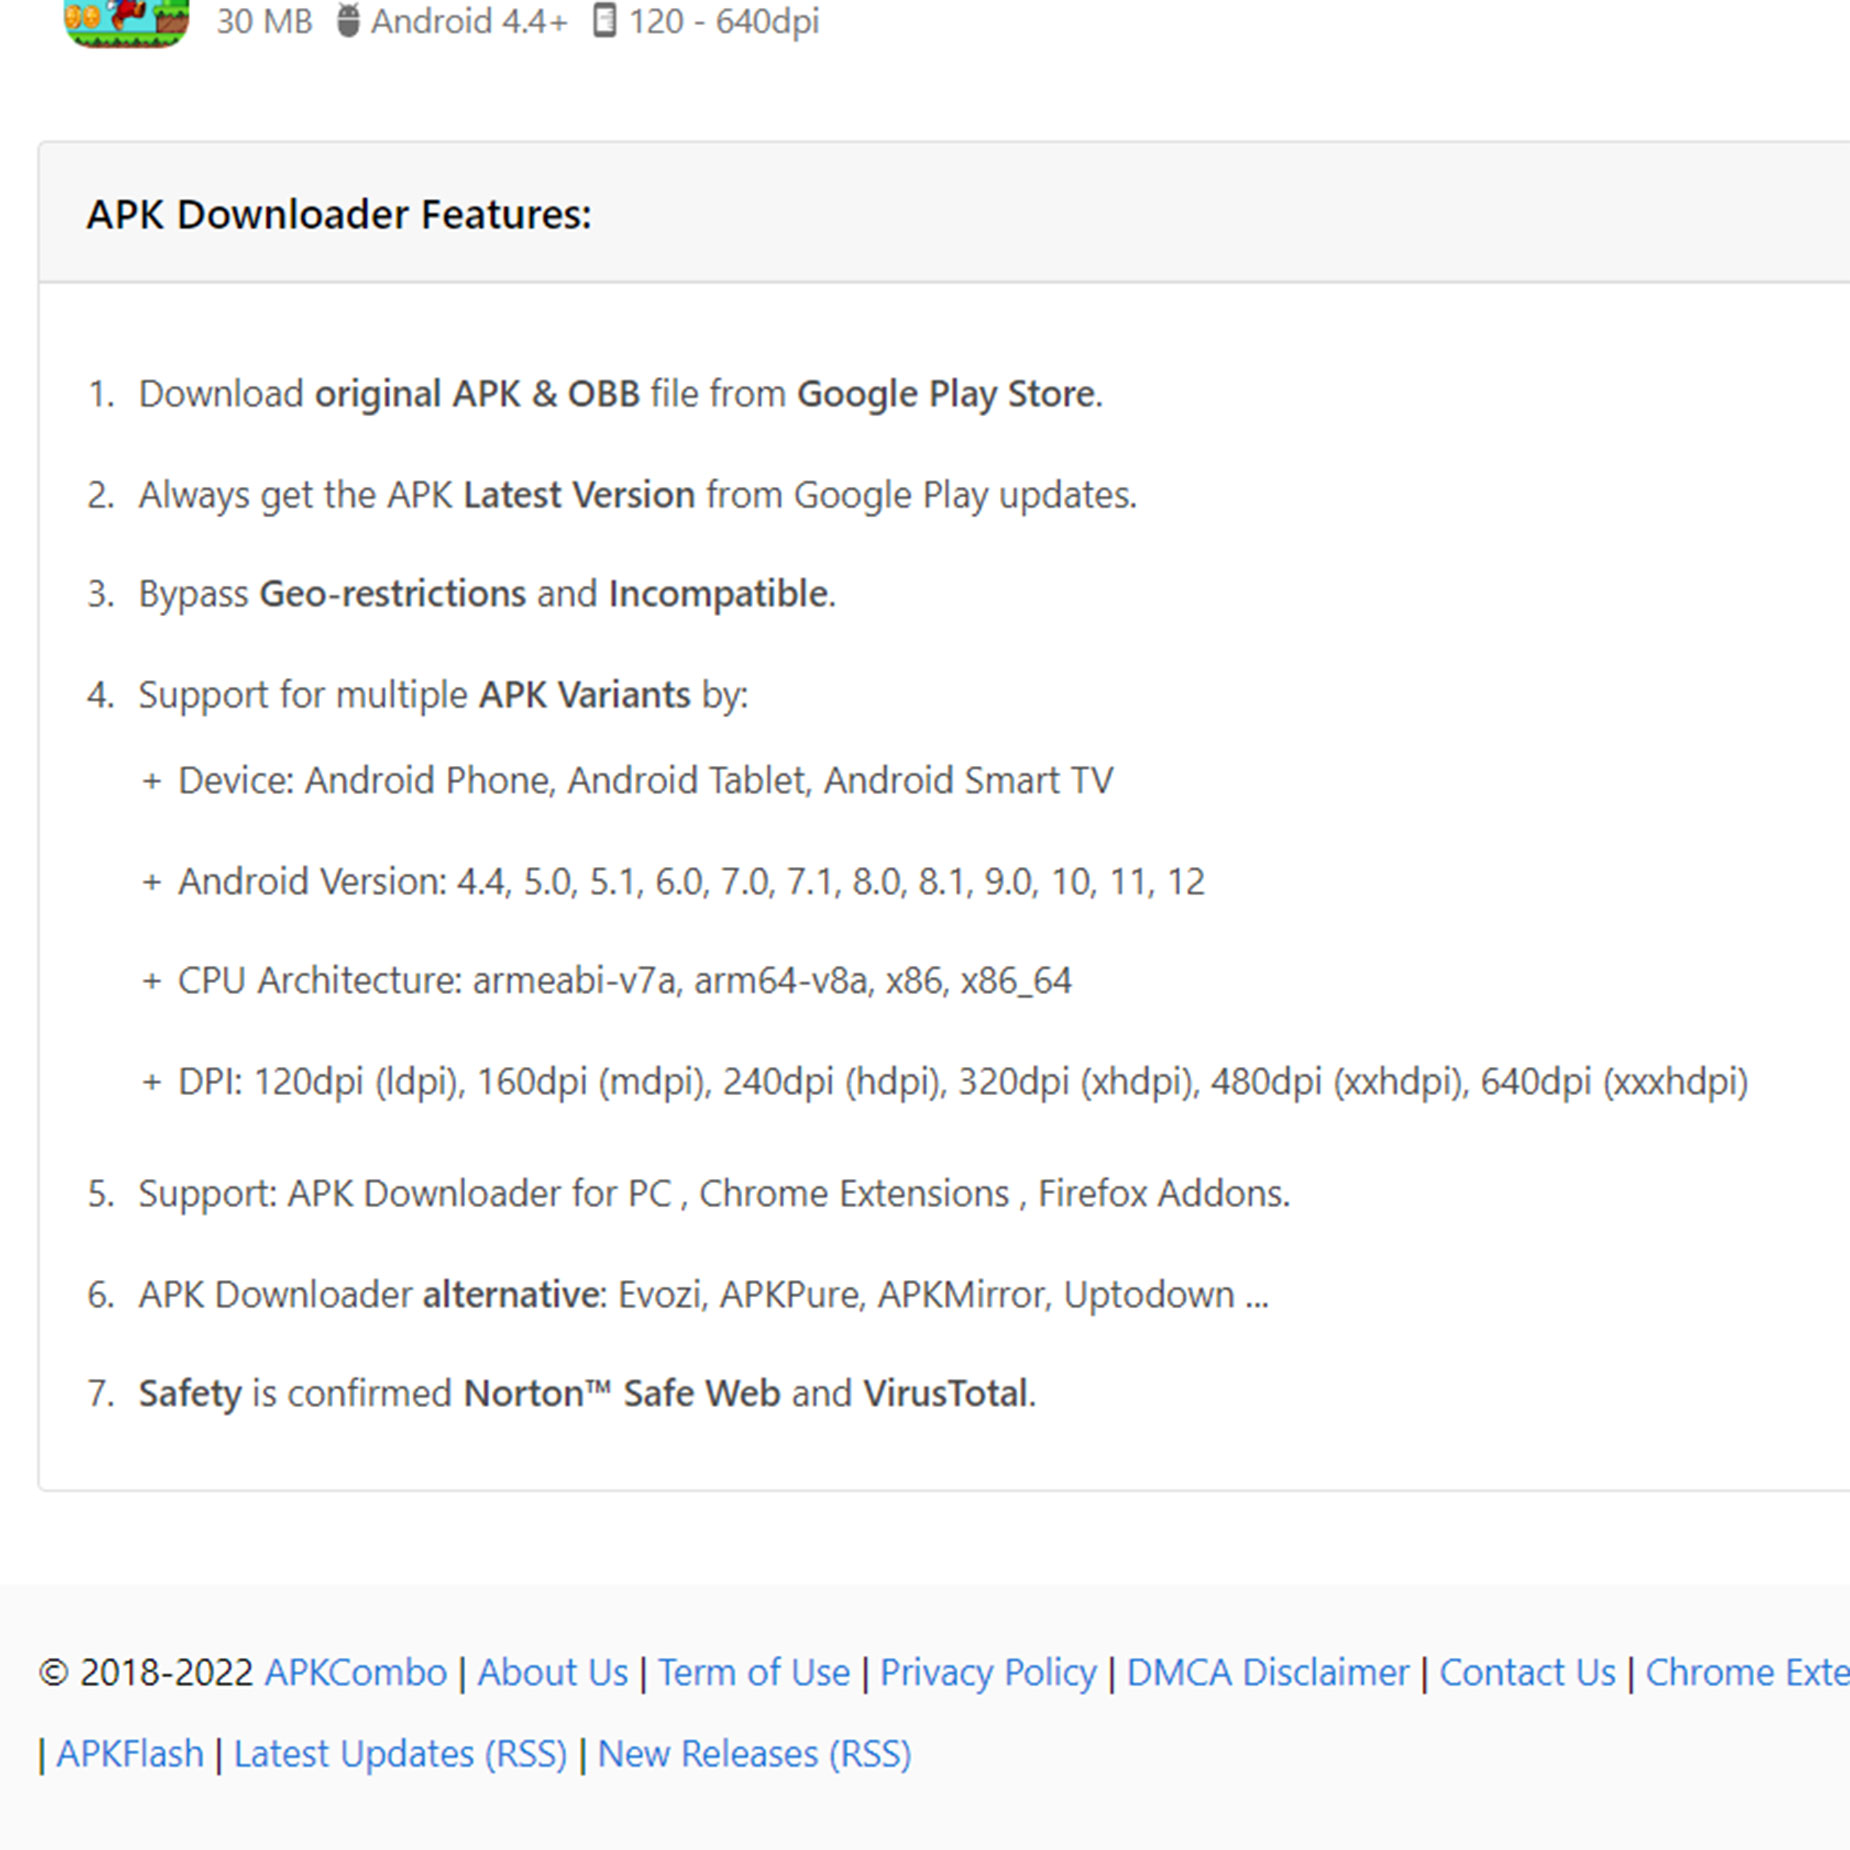 30 MB Android 4.4+ 120 - 640dpi
APK Downloader Features:
1. Download original APK & OBB file from Google Play Store.
2. Always get the APK Latest Version from Google Play updates.
3. Bypass Geo-restrictions and Incompatible.
4. Support for multiple APK Variants by:
+ Device: Android Phone, Android Tablet, Android Smart TV
+ Android Version: 4.4, 5.0, 5.1, 6.0, 7.0, 7.1, 8.0, 8.1, 9.0, 10, 11, 12
+ CPU Architecture: armeabi-v7a, arm64-v8a, x86, x86_64
+ DPI: 120dpi (ldpi), 160dpi (mdpi), 240dpi (hdpi), 320dpi (xhdpi), 480dpi (xxhdpi), 640dpi (xxxhdpi)
5. Support: APK Downloader for PC , Chrome Extensions , Firefox Addons.
6. APK Downloader alternative: Evozi, APKPure, APKMirror, Uptodown ...
7. Safety is confirmed Norton™ Safe Web and VirusTotal.
© 2018-2022 APKCombo | About Us | Term of Use | Privacy Policy | DMCA Disclaimer | Contact Us | Chrome Exte
| APKFlash | Latest Updates (RSS) | New Releases (RSS)